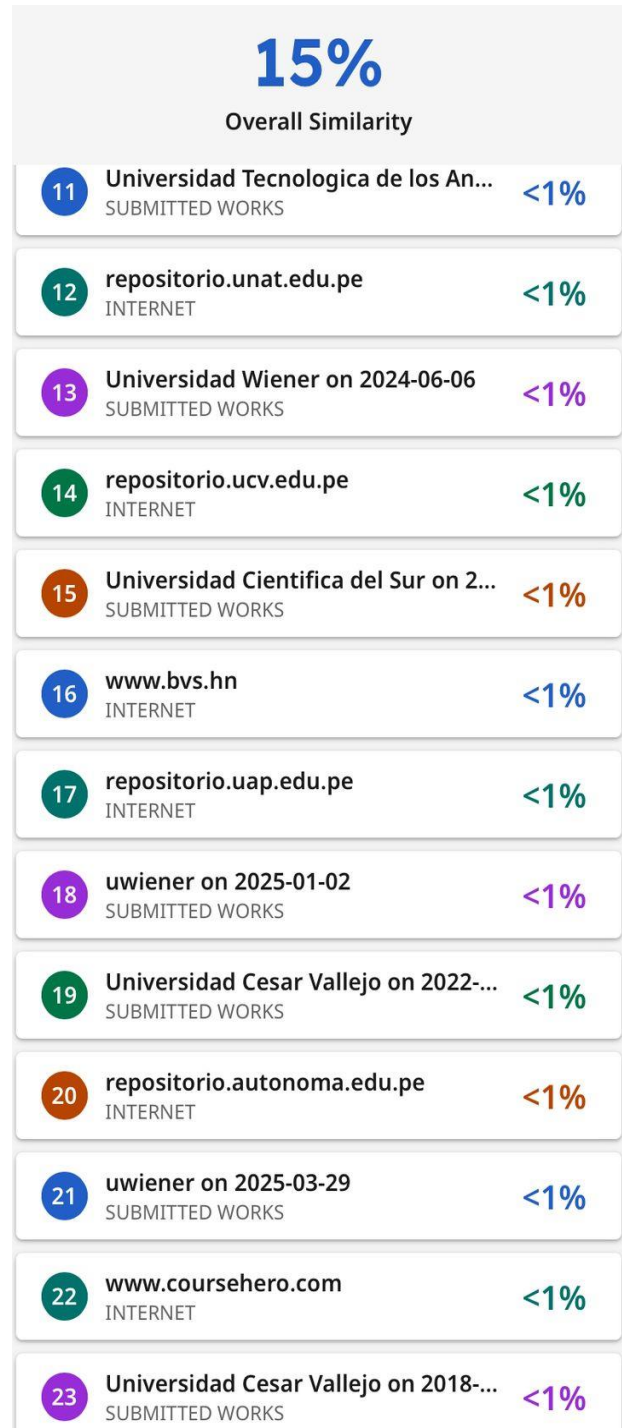 15%
Overall Similarity
11 Universidad Tecnologica de los An... <1%
SUBMITTED WORKS
12 repositorio.unat.edu.pe <1%
INTERNET
13 Universidad Wiener on 2024-06-06 <1%
SUBMITTED WORKS
14 repositorio.ucv.edu.pe <1%
INTERNET
15 Universidad Cientifica del Sur on 2... <1%
SUBMITTED WORKS
16 www.bvs.hn <1%
INTERNET
17 repositorio.uap.edu.pe <1%
INTERNET
18 uwiener on 2025-01-02 <1%
SUBMITTED WORKS
19 Universidad Cesar Vallejo on 2022-... <1%
SUBMITTED WORKS
20 repositorio.autonoma.edu.pe <1%
INTERNET
21 uwiener on 2025-03-29 <1%
SUBMITTED WORKS
22 www.coursehero.com <1%
INTERNET
23 Universidad Cesar Vallejo on 2018-... <1%
SUBMITTED WORKS